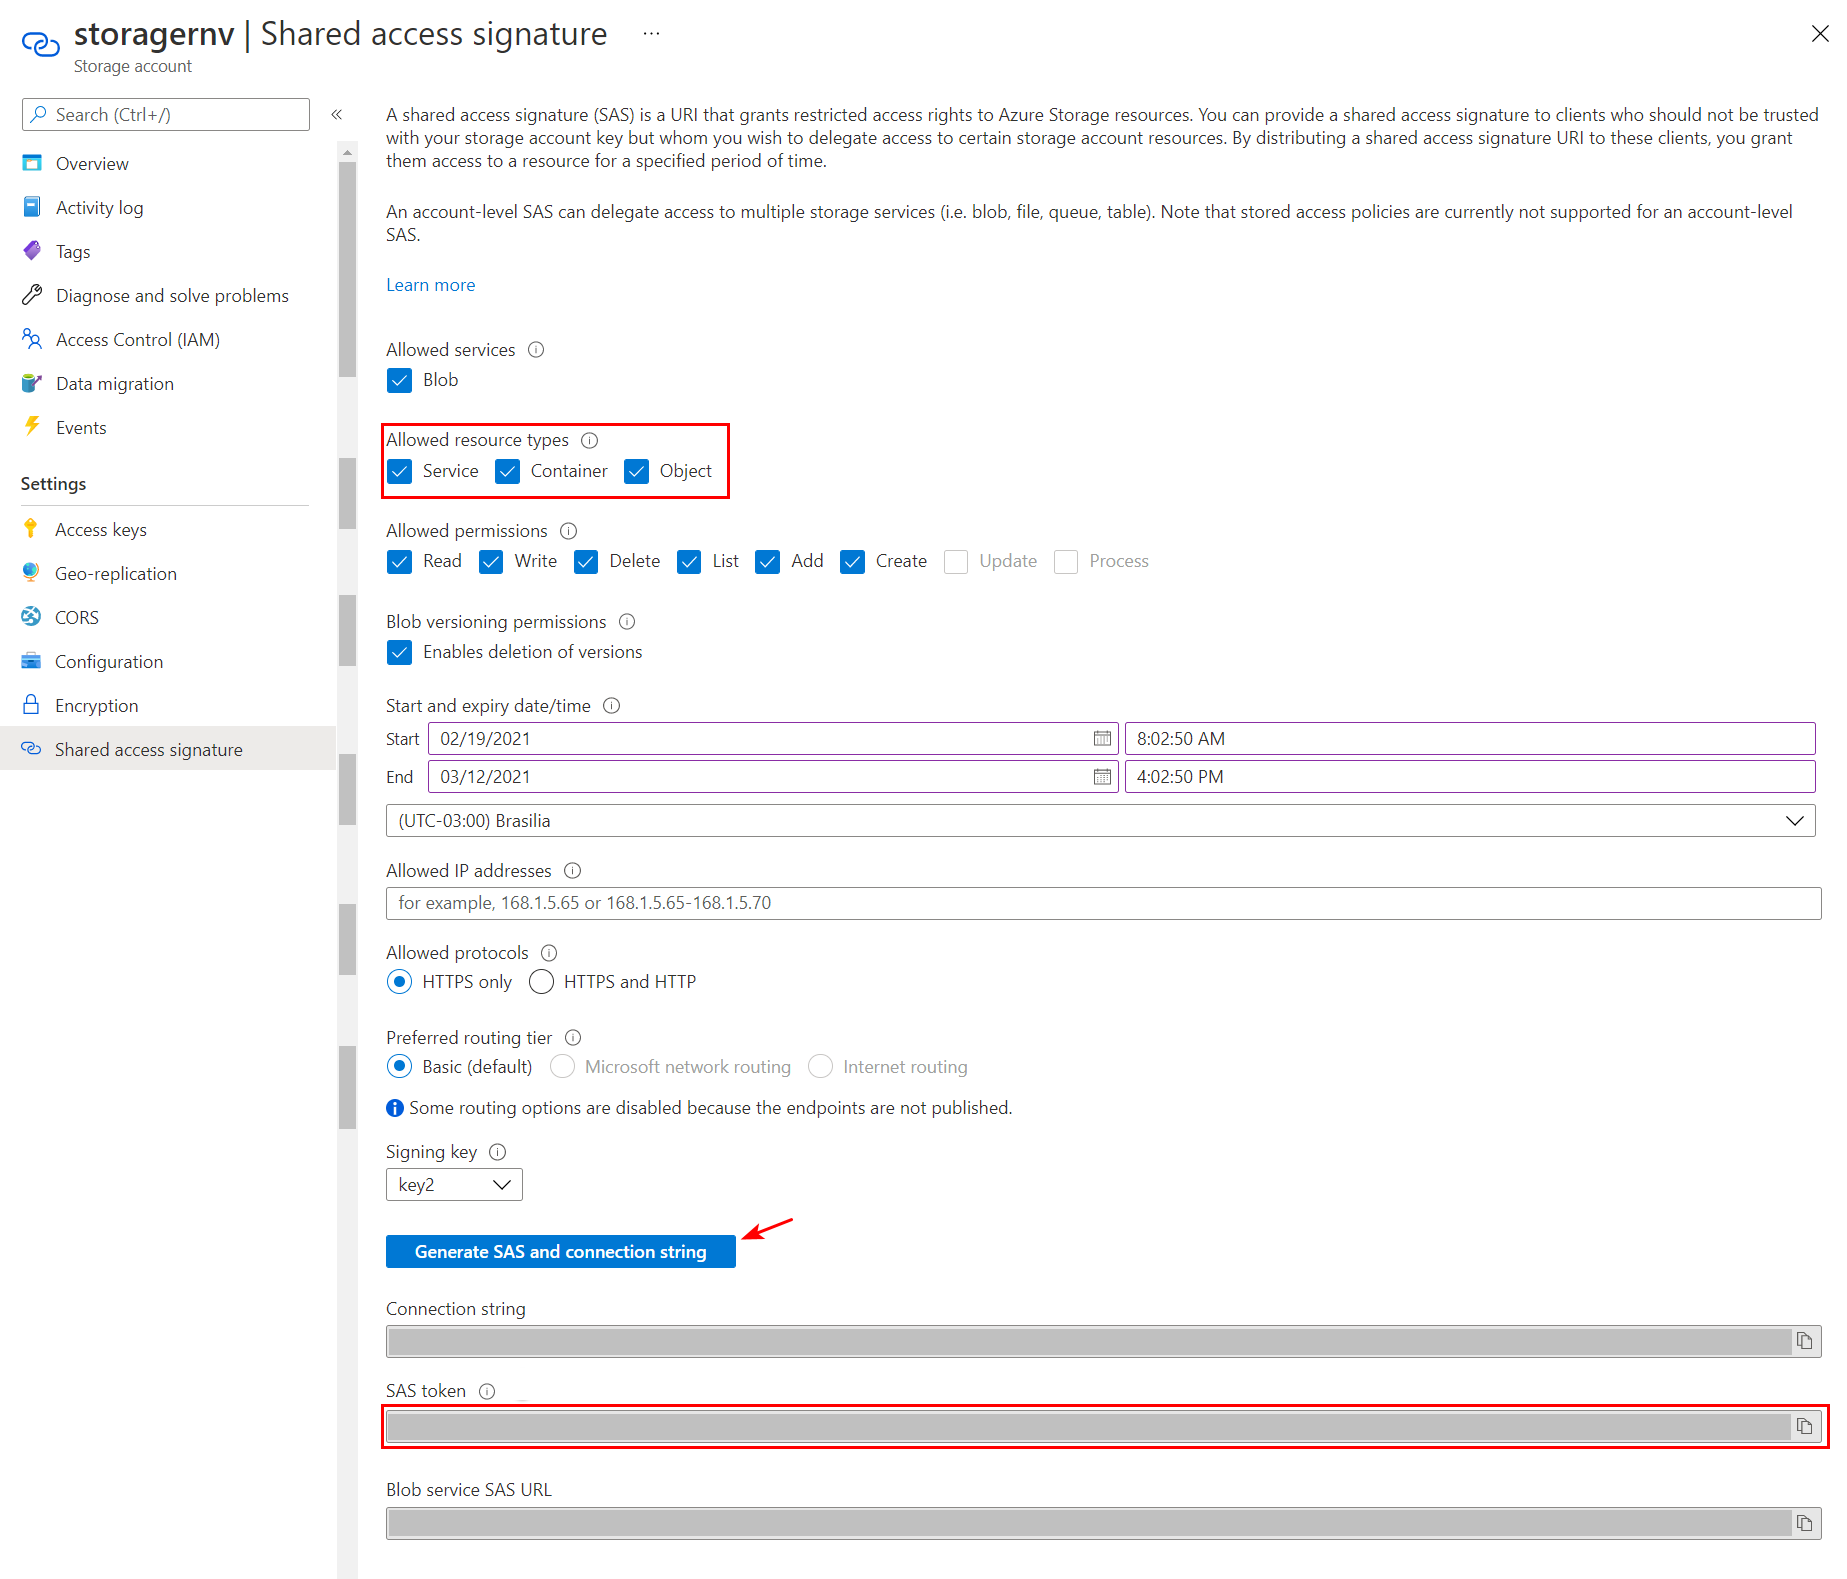 storagernv | Shared access signature ...
Storage account
Search (Ctrl+/)
«
Overview
Activity log
Tags
Diagnose and solve problems
Access Control (IAM)
Data migration
Events
Settings
Access keys
Geo-replication
CORS
Configuration
Encryption
Shared access signature
A shared access signature (SAS) is a URI that grants restricted access rights to Azure Storage resources. You can provide a shared access signature to clients who should not be trusted
with your storage account key but whom you wish to delegate access to certain storage account resources. By distributing a shared access signature URI to these clients, you grant
them access to a resource for a specified period of time.
An account-level SAS can delegate access to multiple storage services (i.e. blob, file, queue, table). Note that stored access policies are currently not supported for an account-level
SAS.
Learn more
Allowed services
Blob
Allowed resource types
Service Container Object
Allowed permissions
Read Write Delete List Add Create Update Process
Blob versioning permissions
Enables deletion of versions
Start and expiry date/time
Start 02/19/2021 8:02:50 AM
End 03/12/2021 4:02:50 PM
(UTC-03:00) Brasilia
Allowed IP addresses
for example, 168.1.5.65 or 168.1.5.65-168.1.5.70
Allowed protocols
HTTPS only HTTPS and HTTP
Preferred routing tier
Basic (default) Microsoft network routing Internet routing
Some routing options are disabled because the endpoints are not published.
Signing key
key2
Generate SAS and connection string
Connection string
SAS token
Blob service SAS URL